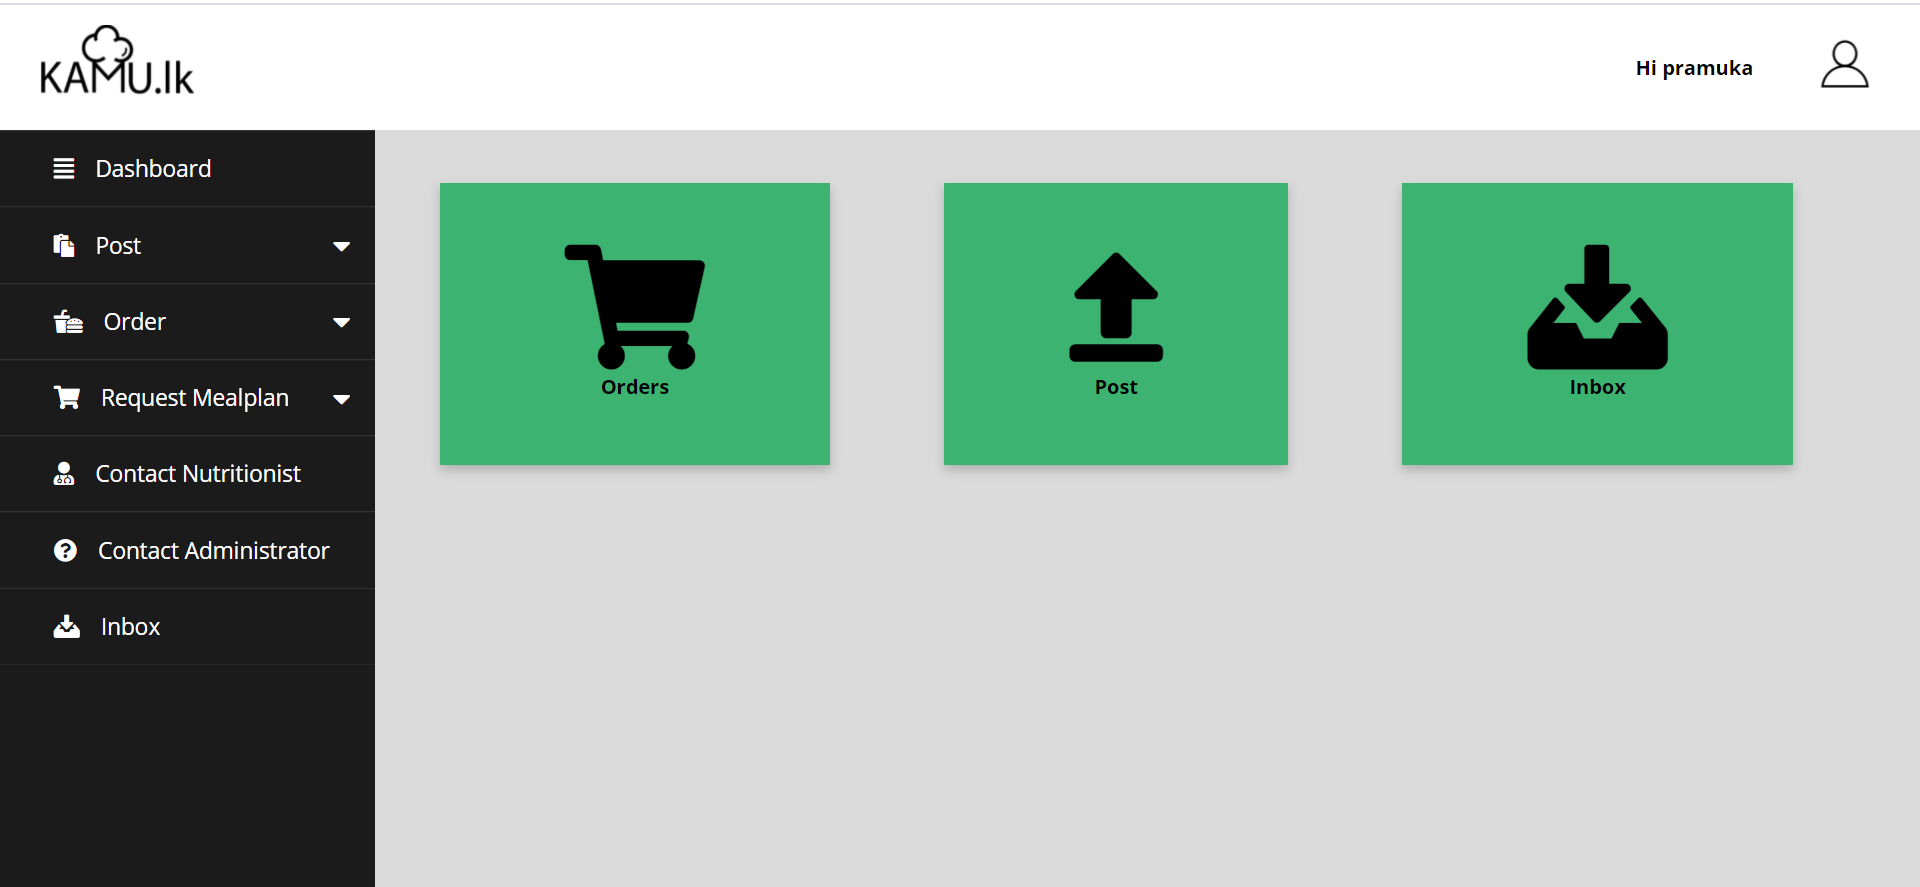 KAMU.lk
Hi pramuka
Dashboard
Post
Order
Request Mealplan
Contact Nutritionist
Contact Administrator
Inbox
Orders
Post
Inbox